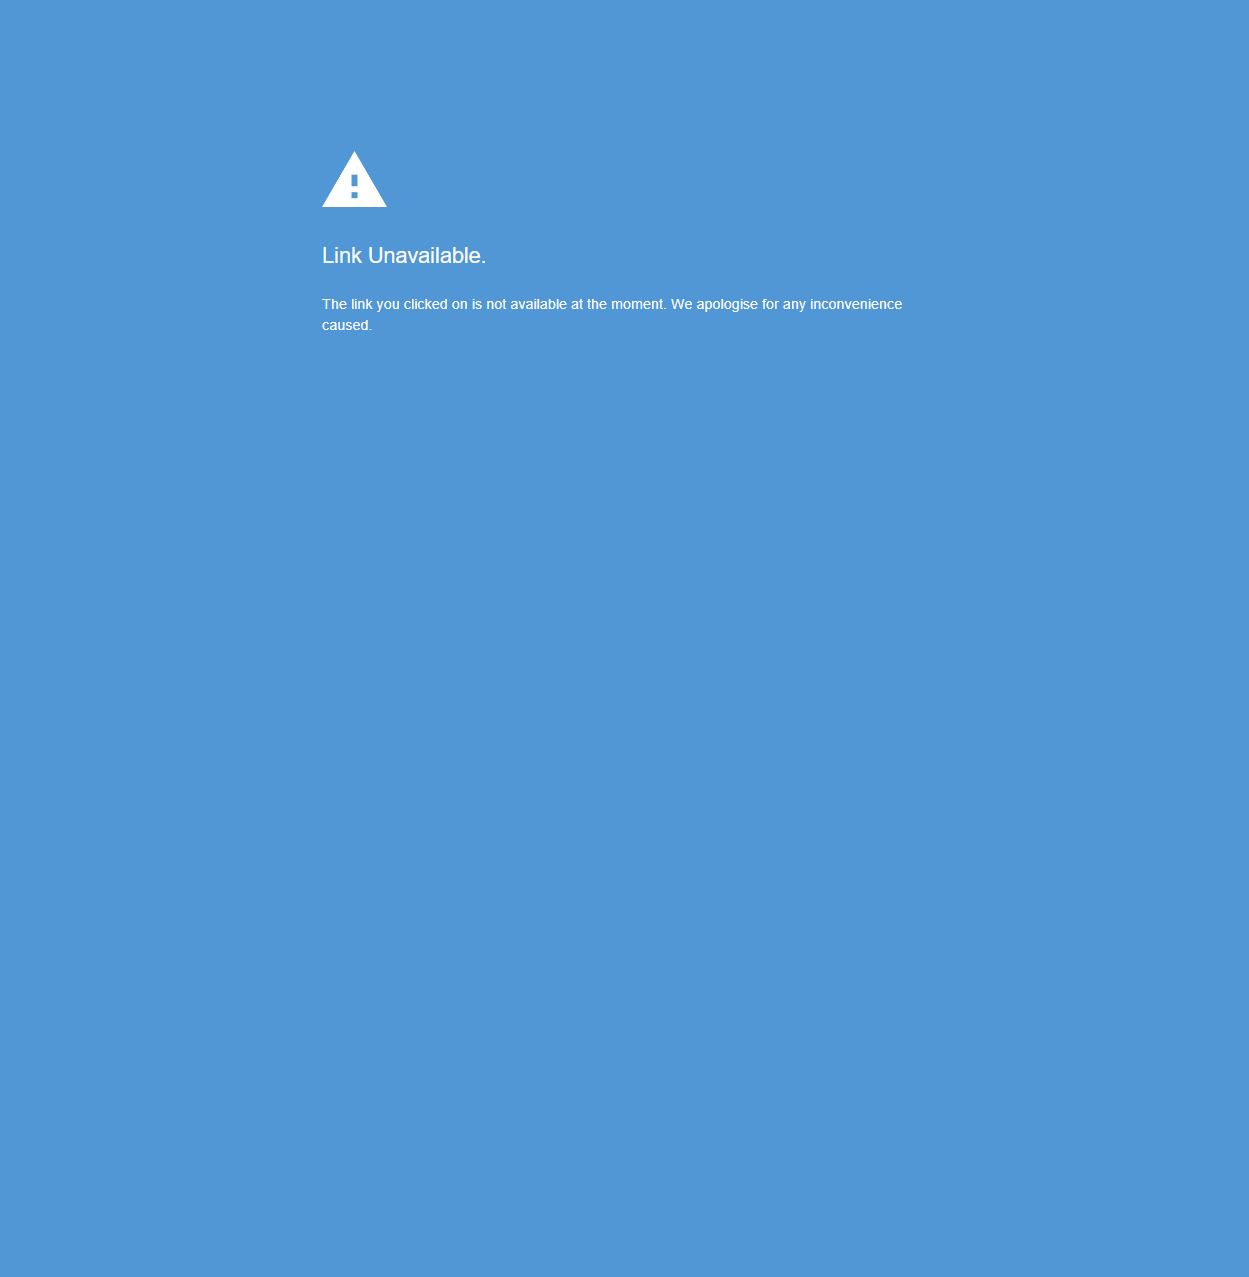 Link Unavailable.
The link you clicked on is not available at the moment. We apologise for any inconvenience
caused.